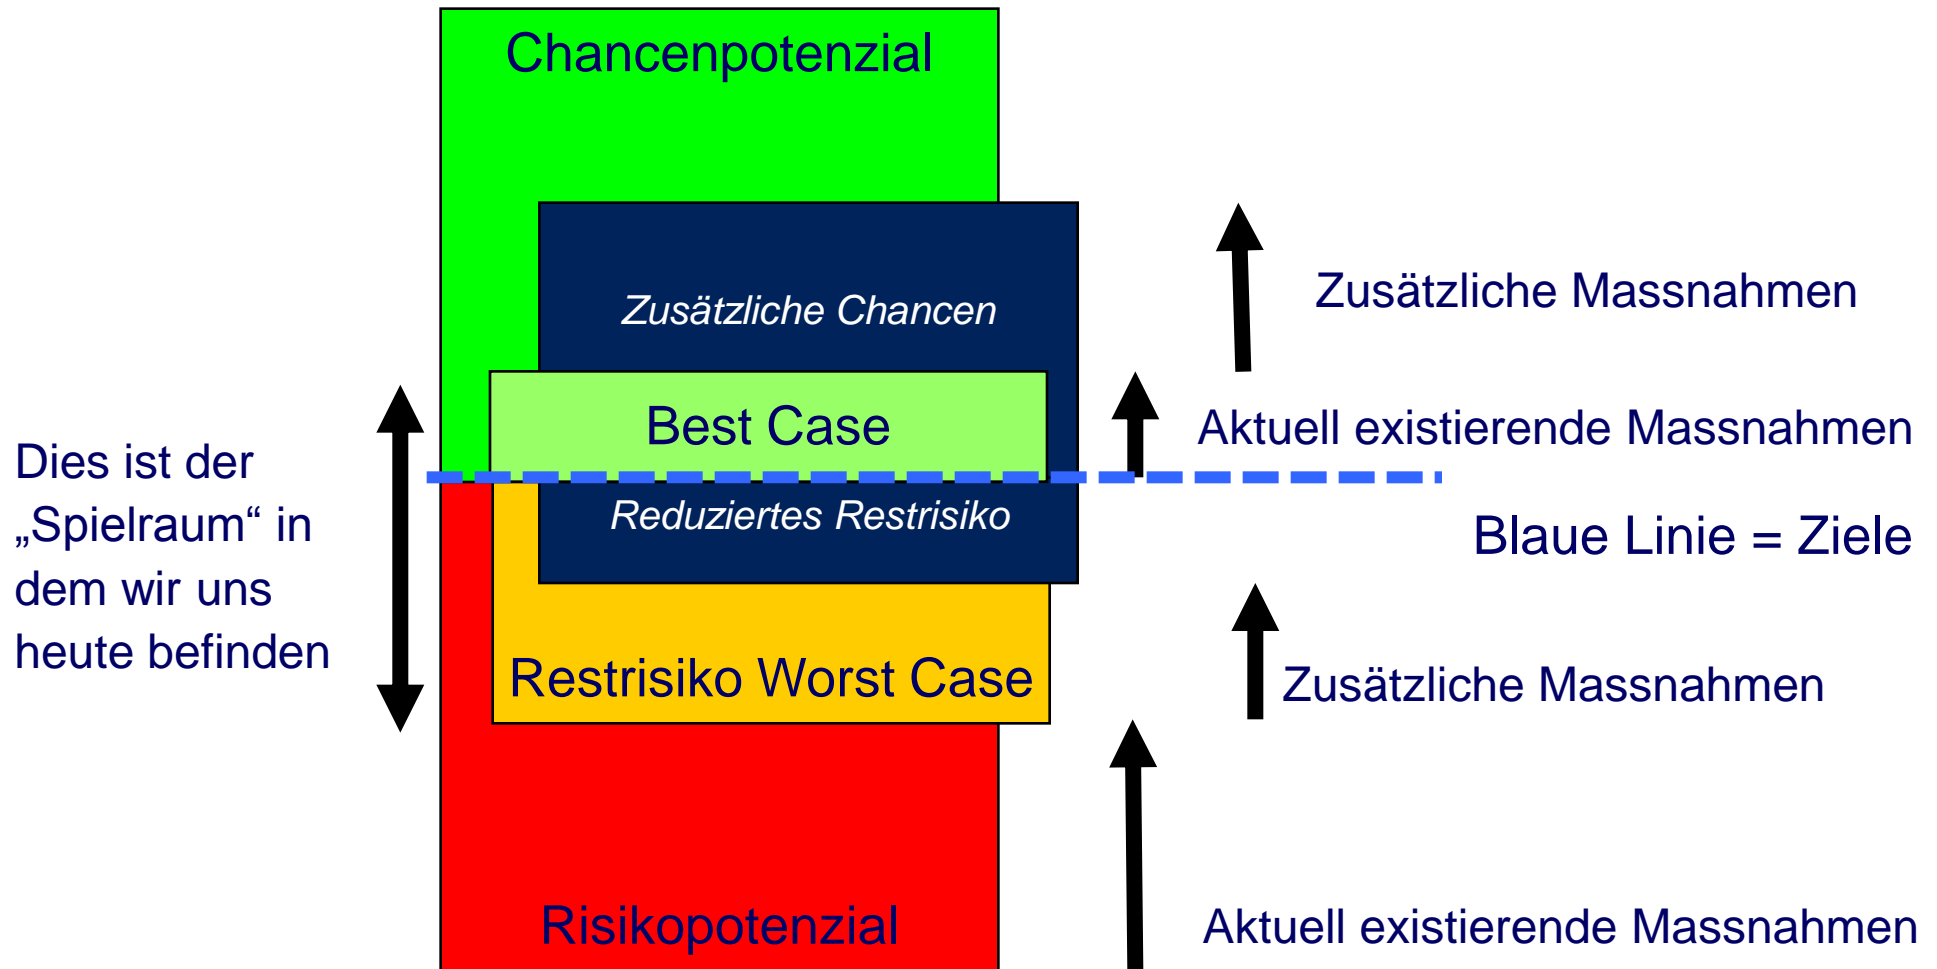 Chancenpotenzial
Zusätzliche Chancen
Zusätzliche Massnahmen
Best Case
Aktuell existierende Massnahmen
Dies ist der
„Spielraum“ in
dem wir uns
heute befinden
Reduziertes Restrisiko
Blaue Linie = Ziele
Restrisiko Worst Case
Zusätzliche Massnahmen
Risikopotenzial
Aktuell existierende Massnahmen